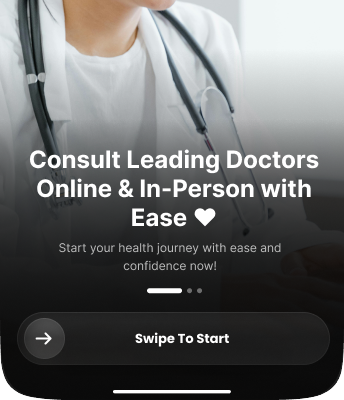 Consult Leading Doctors
Online & In-Person with
Ease 🤍
Start your health journey with ease and
confidence now!
Swipe To Start